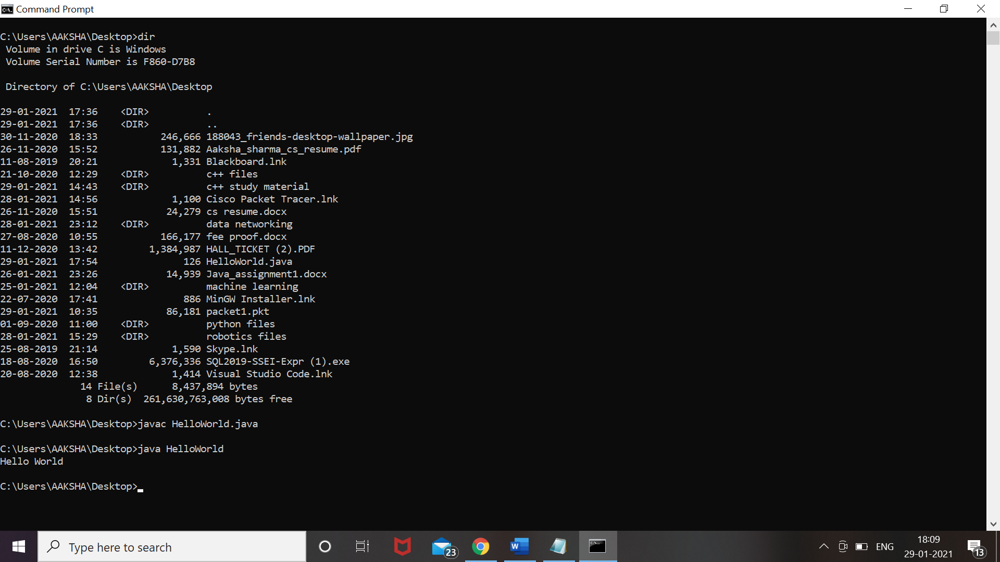 Command Prompt
C:\Users\AAKSHA\Desktop>dir
 Volume in drive C is Windows
 Volume Serial Number is F860-D7B8
 Directory of C:\Users\AAKSHA\Desktop
29-01-2021  17:36    <DIR>          .
29-01-2021  17:36    <DIR>          ..
30-11-2020  18:33           246,666 188043_friends-desktop-wallpaper.jpg
26-11-2020  15:52           131,882 Aaksha_sharma_cs_resume.pdf
11-08-2019  20:21             1,331 Blackboard.lnk
21-10-2020  12:29    <DIR>          c++ files
29-01-2021  14:43    <DIR>          c++ study material
28-01-2021  14:56             1,100 Cisco Packet Tracer.lnk
26-11-2020  15:51            24,279 cs resume.docx
28-01-2021  23:12    <DIR>          data networking
27-08-2020  10:55           166,177 fee proof.docx
11-12-2020  13:42         1,384,987 HALL_TICKET (2).PDF
29-01-2021  17:54               126 HelloWorld.java
26-01-2021  23:26            14,939 Java_assignment1.docx
25-01-2021  12:04    <DIR>          machine learning
22-07-2020  17:41               886 MinGW Installer.lnk
29-01-2021  10:35            86,181 packet1.pkt
01-09-2020  11:00    <DIR>          python files
28-01-2021  15:29    <DIR>          robotics files
25-08-2019  21:14             1,590 Skype.lnk
18-08-2020  16:50         6,376,336 SQL2019-SSEI-Expr (1).exe
20-08-2020  12:38             1,414 Visual Studio Code.lnk
              14 File(s)      8,437,894 bytes
               8 Dir(s)  261,630,763,008 bytes free
C:\Users\AAKSHA\Desktop>javac HelloWorld.java
C:\Users\AAKSHA\Desktop>java HelloWorld
Hello World
C:\Users\AAKSHA\Desktop>
Type here to search
23
ENG
18:09
29-01-2021
13